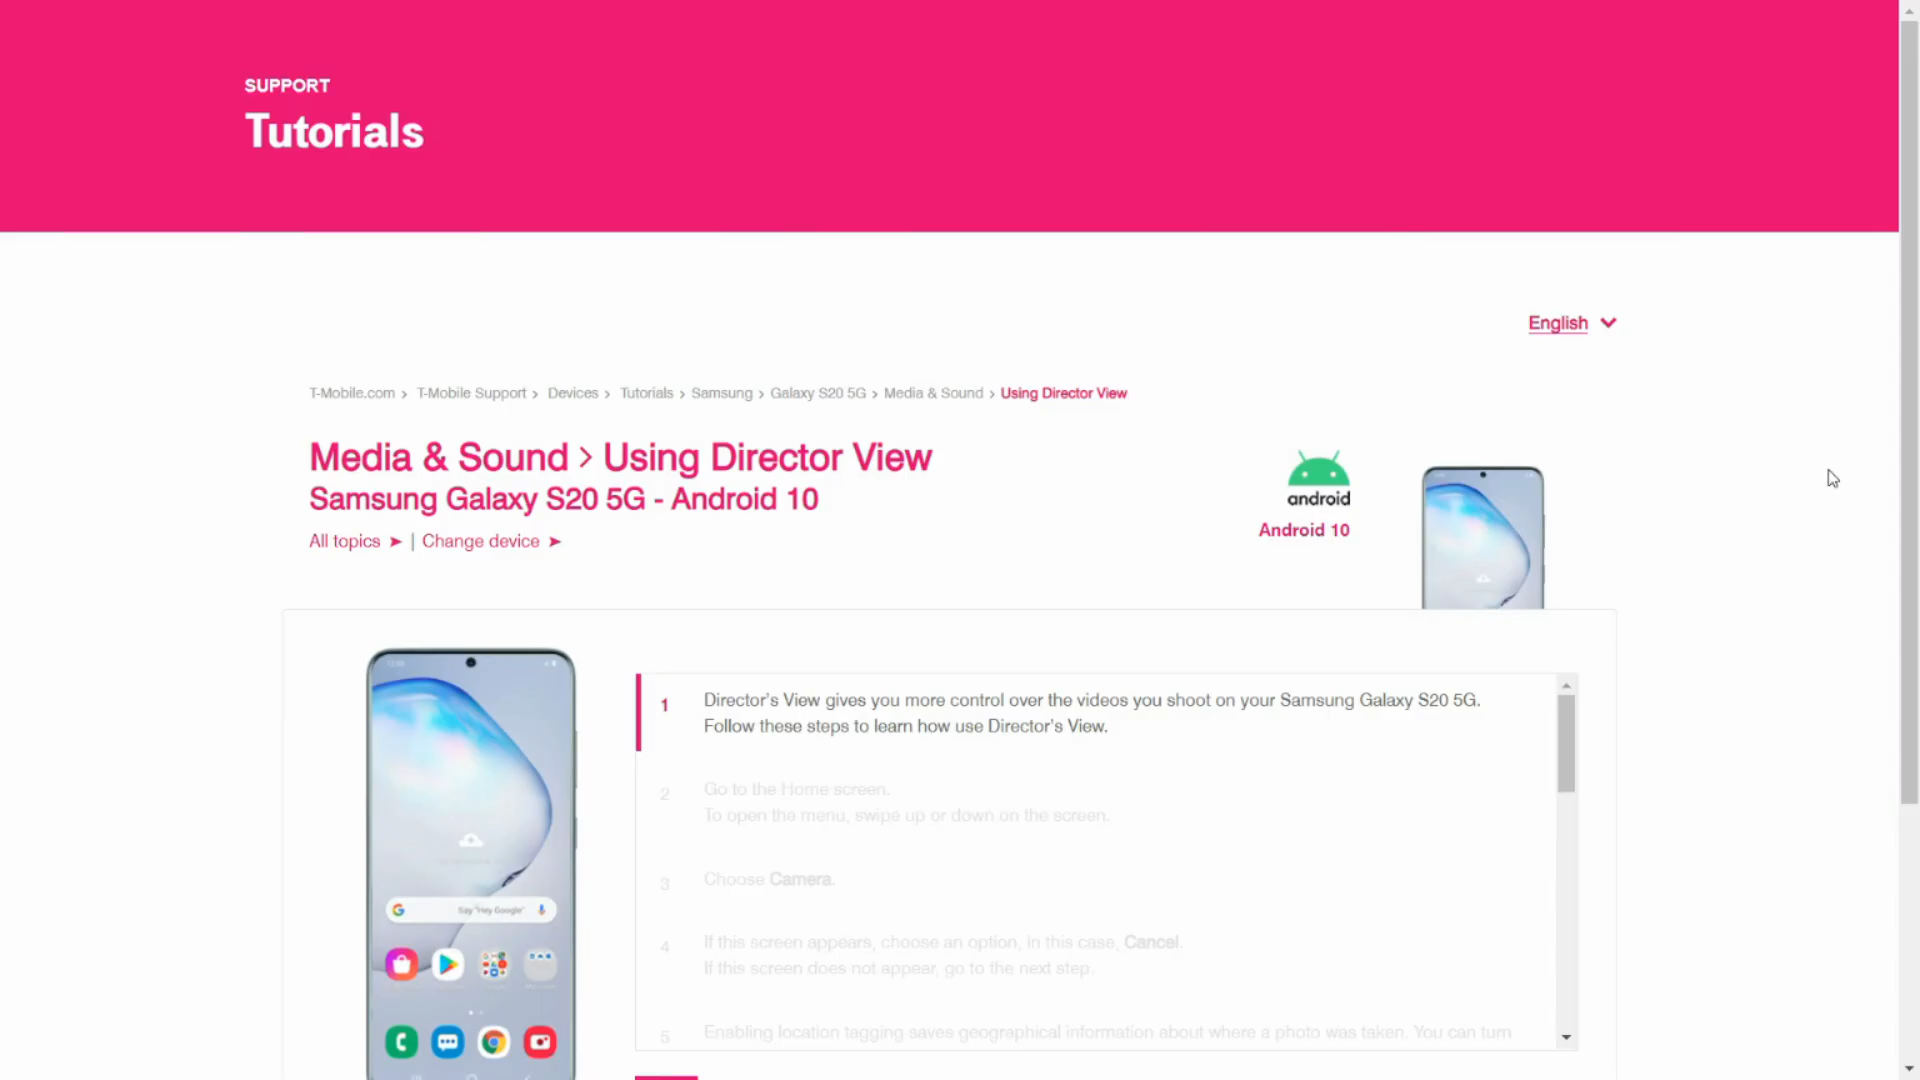 SUPPORT
Tutorials
English
T-Mobile.com › T-Mobile Support › Devices › Tutorials › Samsung › Galaxy S20 5G › Media & Sound › Using Director View
Media & Sound › Using Director View
Samsung Galaxy S20 5G - Android 10
All topics ➤ | Change device ➤
android
Android 10
1 Director's View gives you more control over the videos you shoot on your Samsung Galaxy S20 5G.
Follow these steps to learn how use Director's View.
2 Go to the Home screen.
To open the menu, swipe up or down on the screen.
3 Choose Camera.
4 If this screen appears, choose an option, in this case, Cancel.
If this screen does not appear, go to the next step.
5 Enabling location tagging saves geographical information about where a photo was taken. You can turn
Say "Hey Google"